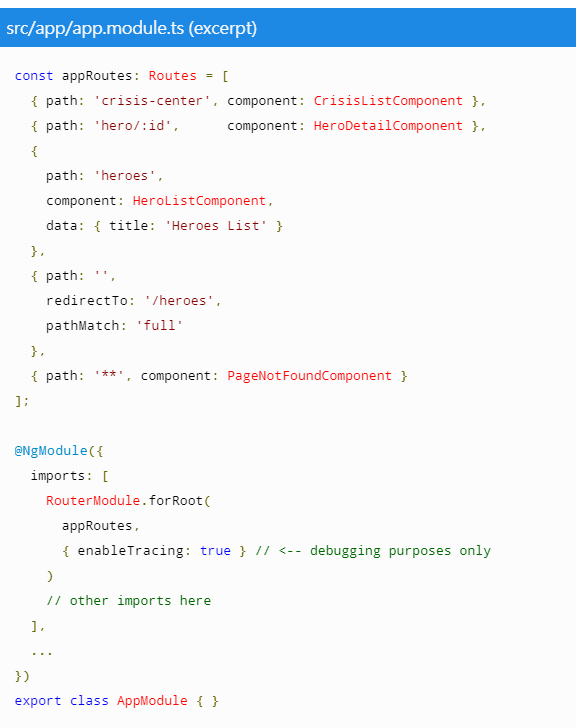 src/app/app.module.ts (excerpt)
const appRoutes: Routes = [
  { path: 'crisis-center', component: CrisisListComponent },
  { path: 'hero/:id',      component: HeroDetailComponent },
  {
    path: 'heroes',
    component: HeroListComponent,
    data: { title: 'Heroes List' }
  },
  { path: '',
    redirectTo: '/heroes',
    pathMatch: 'full'
  },
  { path: '**', component: PageNotFoundComponent }
];

@NgModule({
  imports: [
    RouterModule.forRoot(
      appRoutes,
      { enableTracing: true } // <-- debugging purposes only
    )
    // other imports here
  ],
  ...
})
export class AppModule { }